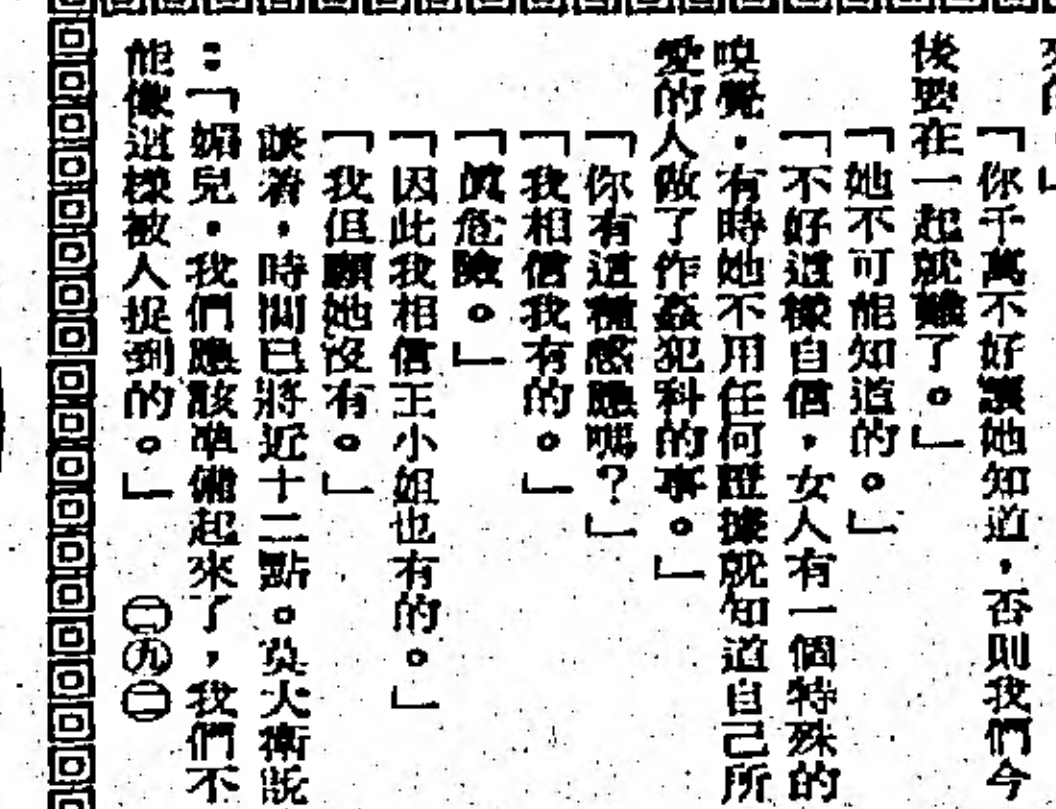 「你千萬不好讓她知道，否則我們今
後要在一起就難了。」
「她不可能知道的。」
「不好這樣自信，女人有一個特殊的
嗅覺，有時她不用任何證據就知道自己所
愛的人做了作姦犯科的事。」
「你有這種感應嗎？」
「我相信我有的。」
「眞危險。」
「因此我相信王小姐也有的。」
「我但願她沒有。」
談着，時間已將近十二點。吳大衛說
：「媚兒，我們應該準備起來了，我們不
能像這樣被人捉到的。」　㊁㊈㊁